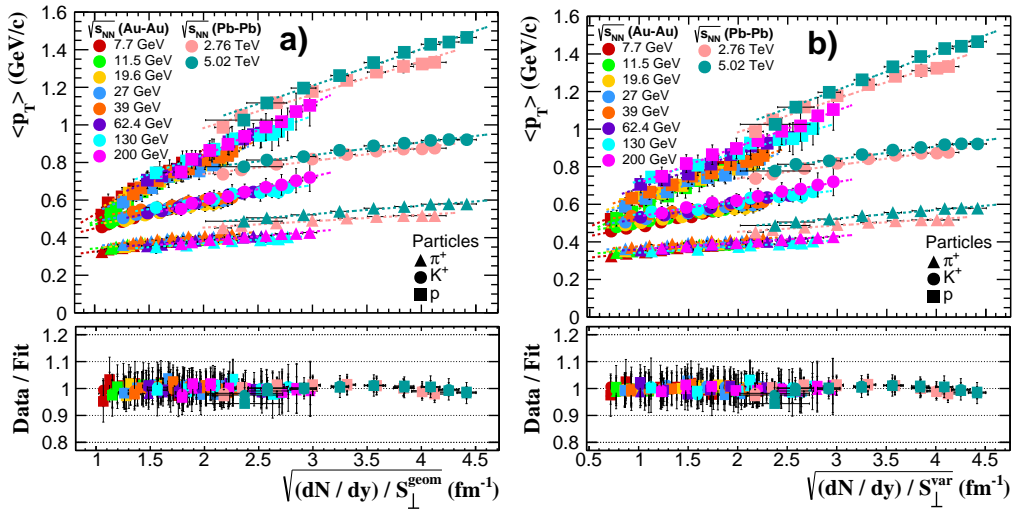 <p_T> (GeV/c)
1.6
1.4
1.2
1
0.8
0.6
0.4
0.2
0
√s_NN (Au-Au)
7.7 GeV
11.5 GeV
19.6 GeV
27 GeV
39 GeV
62.4 GeV
130 GeV
200 GeV
√s_NN (Pb-Pb)
2.76 TeV
5.02 TeV
a)
Particles
π+
K+
p
Data / Fit
1.2
1.1
1
0.9
0.8
1 1.5 2 2.5 3 3.5 4 4.5
√(dN / dy) / S⊥^geom (fm^-1)
<p_T> (GeV/c)
1.6
1.4
1.2
1
0.8
0.6
0.4
0.2
0
√s_NN (Au-Au)
7.7 GeV
11.5 GeV
19.6 GeV
27 GeV
39 GeV
62.4 GeV
130 GeV
200 GeV
√s_NN (Pb-Pb)
2.76 TeV
5.02 TeV
b)
Particles
π+
K+
p
Data / Fit
1.2
1.1
1
0.9
0.8
0.5 1 1.5 2 2.5 3 3.5 4 4.5
√(dN / dy) / S⊥^var (fm^-1)